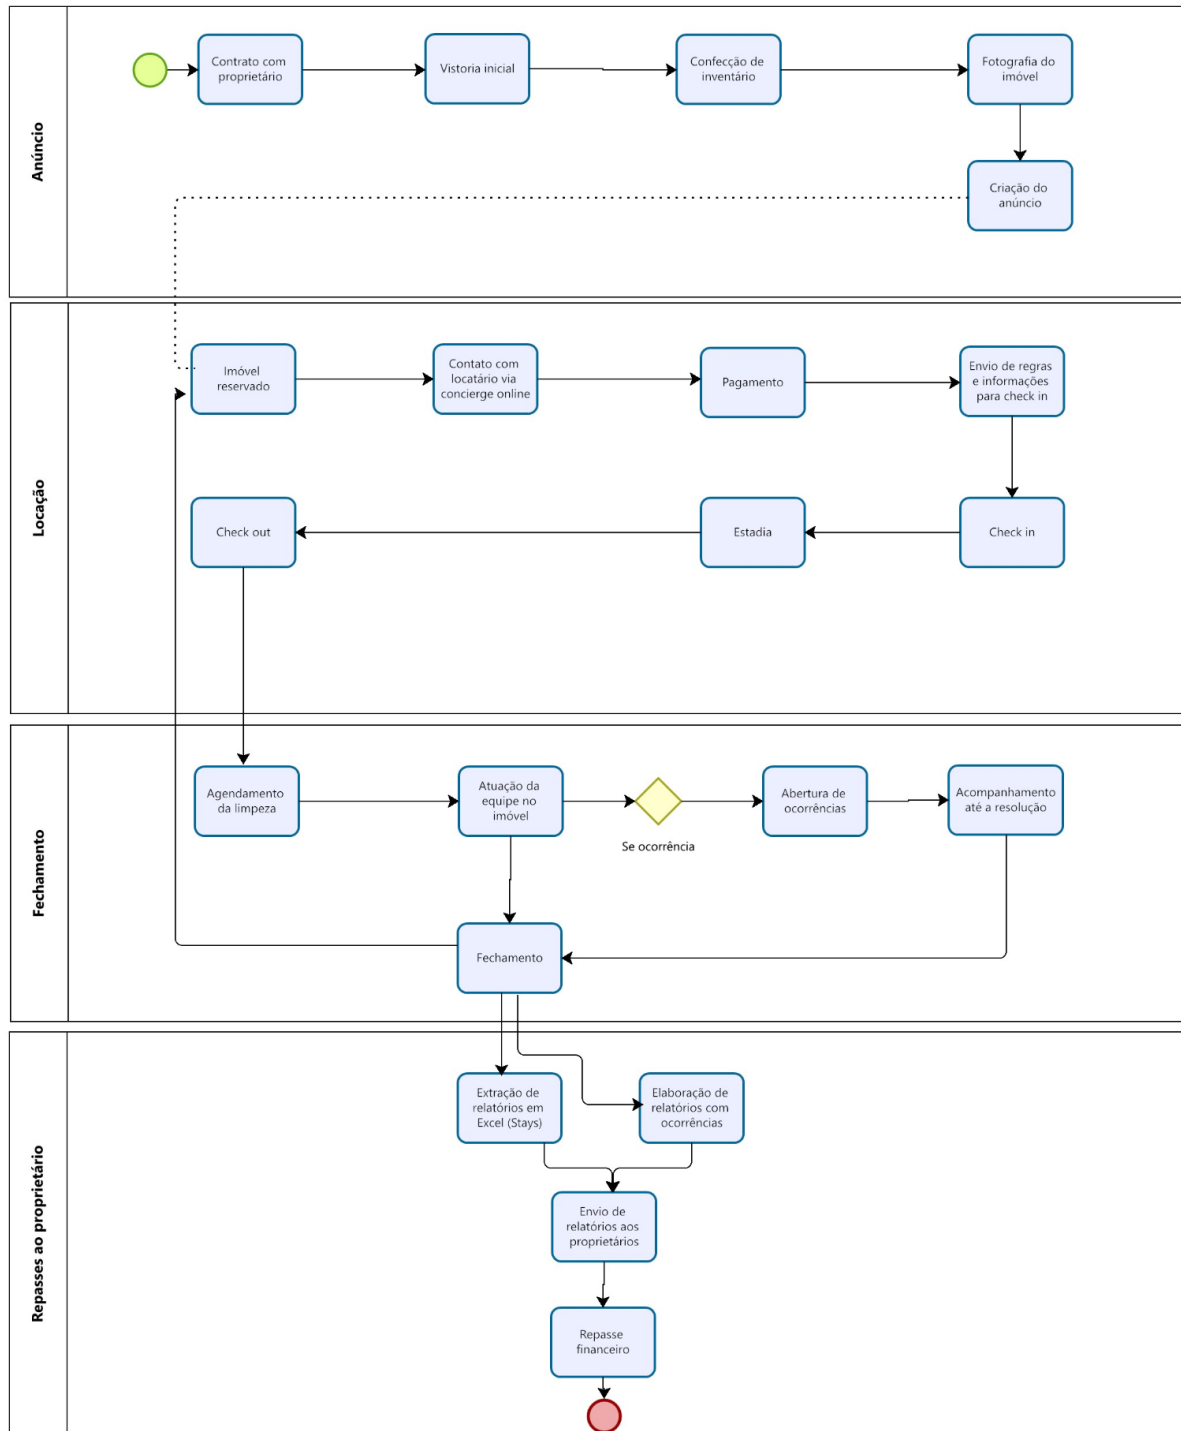 Anúncio
Contrato com
proprietário
Vistoria inicial
Confecção de
inventário
Fotografia do
imóvel
Criação do
anúncio
Locação
Imóvel
reservado
Contato com
locatário via
concierge online
Pagamento
Envio de regras
e informações
para check in
Check out
Estadia
Check in
Fechamento
Agendamento
da limpeza
Atuação da
equipe no
imóvel
Se ocorrência
Abertura de
ocorrências
Acompanhamento
até a resolução
Fechamento
Repasses ao proprietário
Extração de
relatórios em
Excel (Stays)
Elaboração de
relatórios com
ocorrências
Envio de
relatórios aos
proprietários
Repasse
financeiro